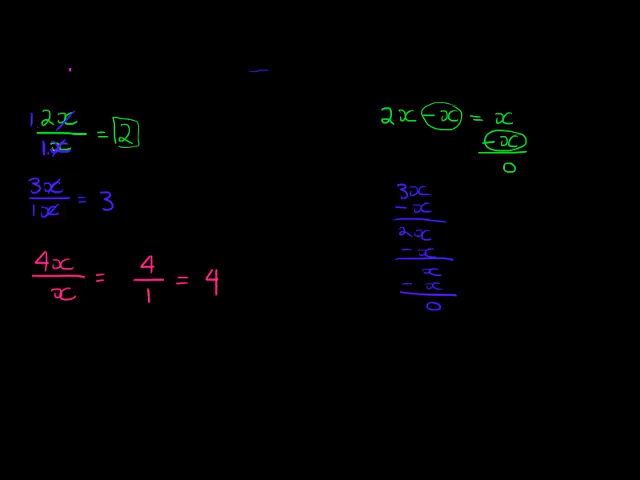 1.2x
1.x = 2
3x
1x = 3
4x
x = 4
1 = 4
2x - x = x
-x
0
3x
- x
2x
- x
x
- x
0